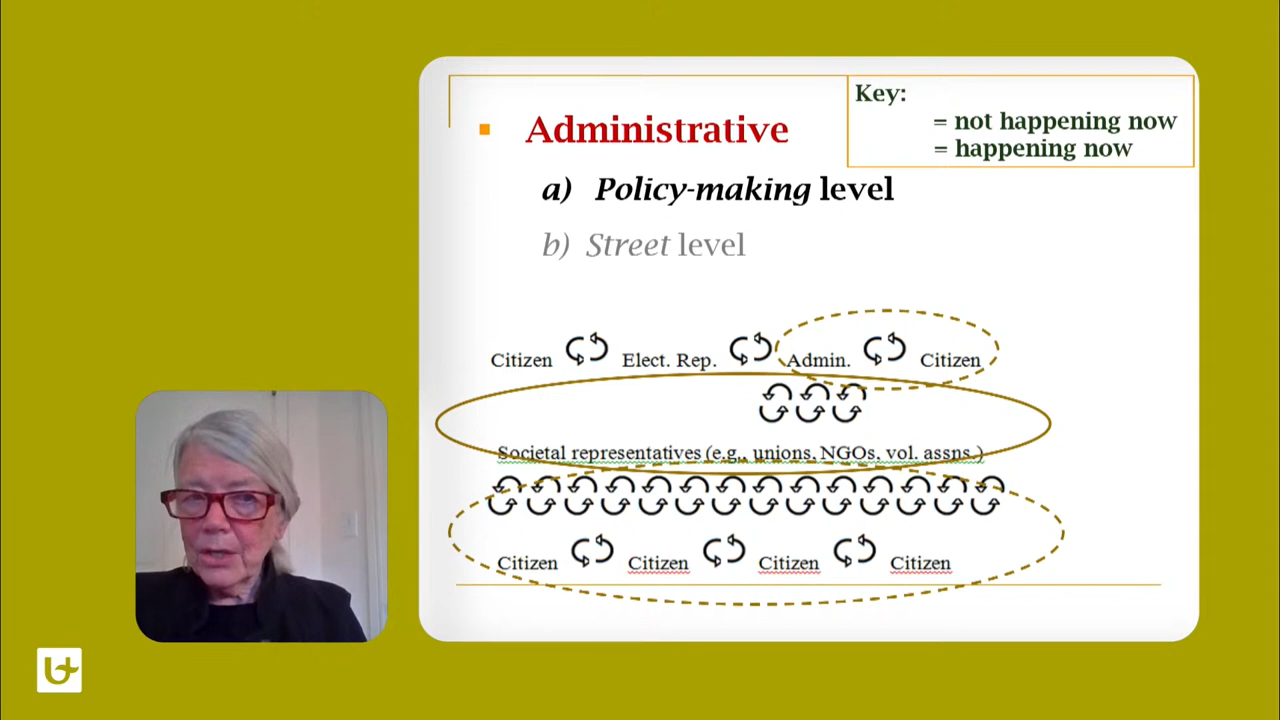 Key:
= not happening now
= happening now
Administrative
a) Policy-making level
b) Street level
Citizen Elect. Rep. Admin. Citizen
Societal representatives (e.g., unions, NGOs, vol. assns.)
Citizen Citizen Citizen Citizen